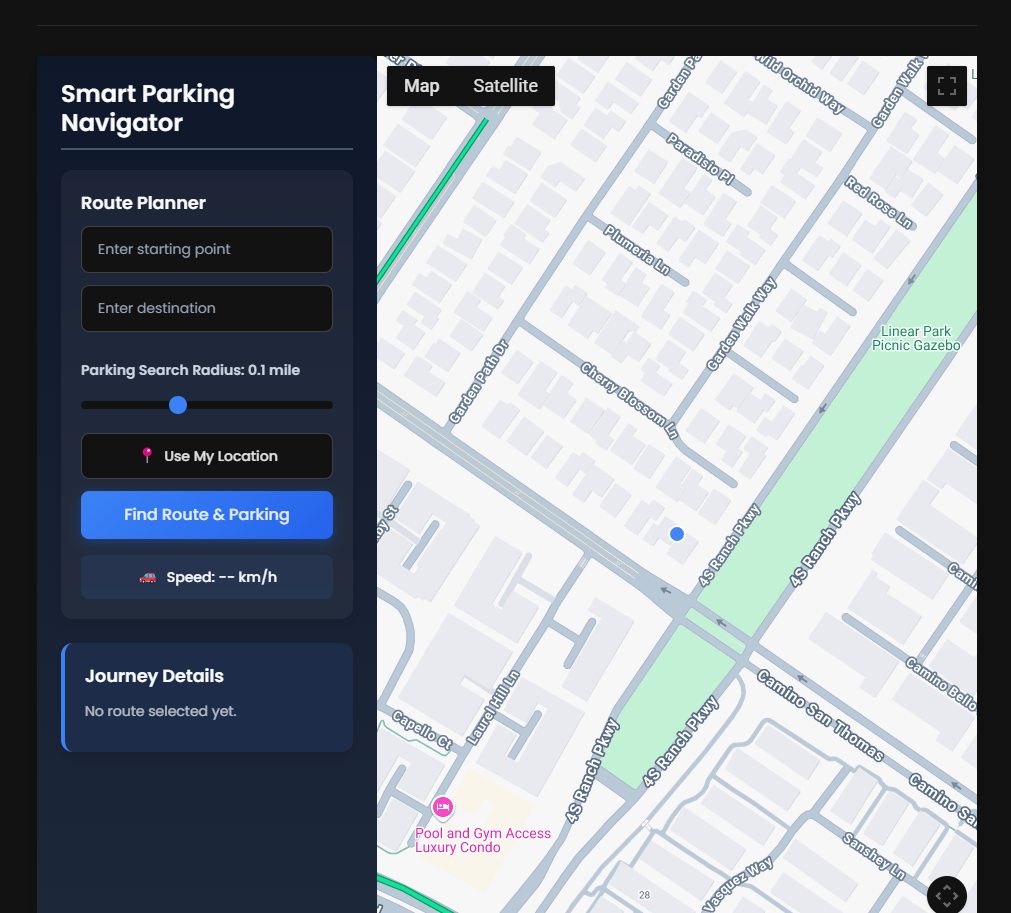 Smart Parking
Navigator
Route Planner
Enter starting point
Enter destination
Parking Search Radius: 0.1 mile
Use My Location
Find Route & Parking
Speed: -- km/h
Journey Details
No route selected yet.
Map
Satellite
Wild Orchid Way
Garden Walk
Garden Pa
Paradisio Pl
Red Rose Ln
Plumeria Ln
Garden Walk Way
Linear Park
Picnic Gazebo
Garden Path Dr
Cherry Blossom Ln
4S Ranch Pkwy
4S Ranch Pkwy
Camino Bello
Camino San Thomas
Camino Sa
Laurel Hill Ln
Capello Ct
4S Ranch Pkwy
4S Ranch Pkwy
Pool and Gym Access
Luxury Condo
Sanshey Ln
Vasquez Way
28